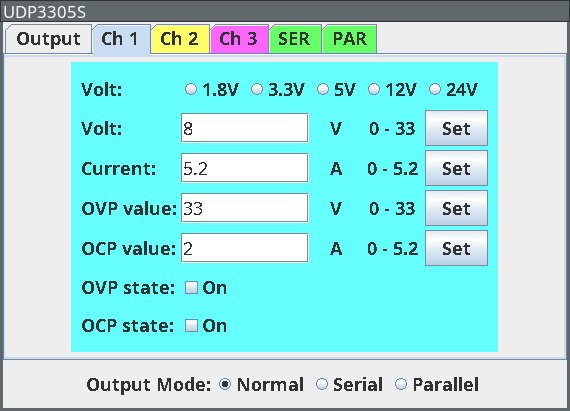 UDP3305S
Output Ch 1 Ch 2 Ch 3 SER PAR
Volt: 1.8V 3.3V 5V 12V 24V
Volt: 8 V 0 - 33 Set
Current: 5.2 A 0 - 5.2 Set
OVP value: 33 V 0 - 33 Set
OCP value: 2 A 0 - 5.2 Set
OVP state: On
OCP state: On
Output Mode: Normal Serial Parallel